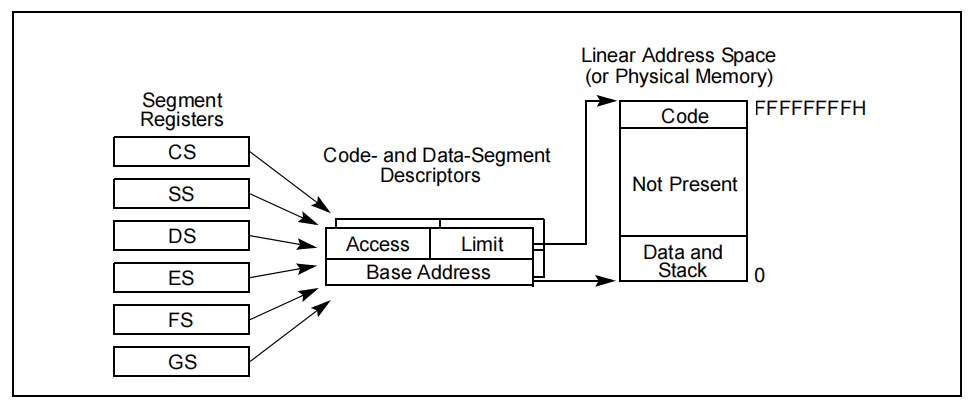 Linear Address Space
(or Physical Memory)
Segment
Registers
CS
SS
DS
ES
FS
GS
Code- and Data-Segment
Descriptors
Access
Limit
Base Address
Code
FFFFFFFFH
Not Present
Data and
Stack
0